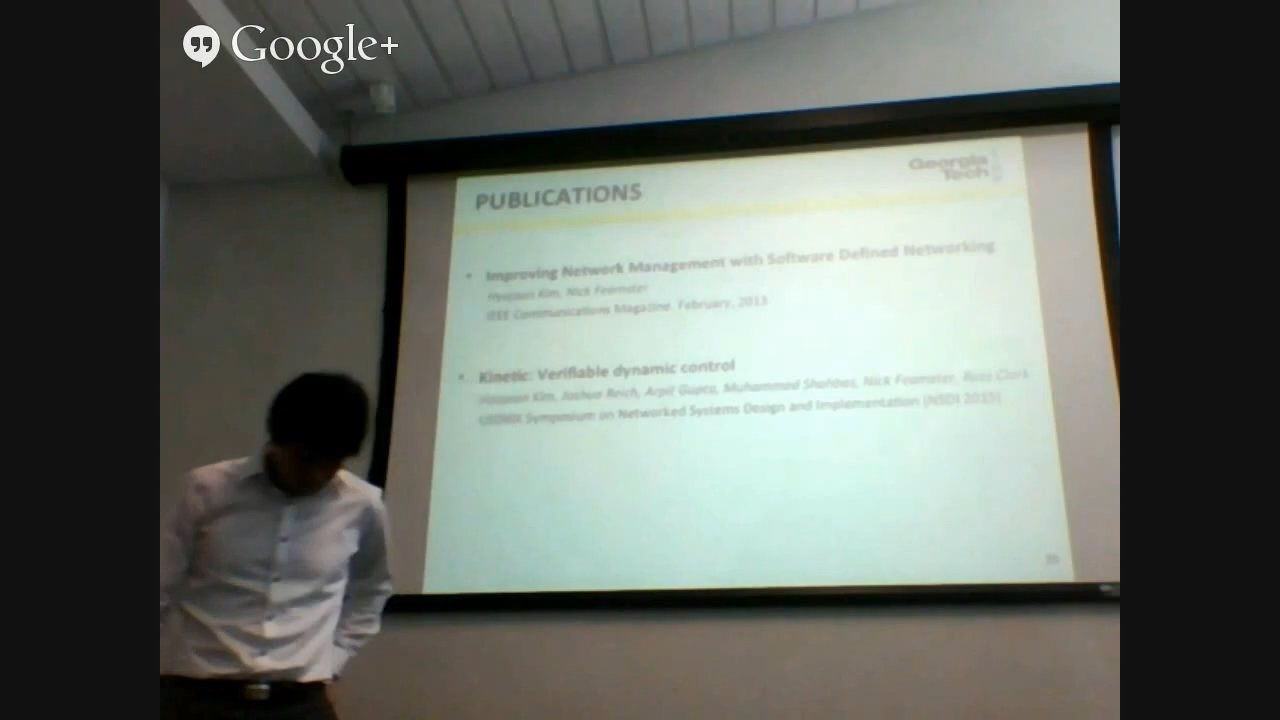 Google+
Georgia
Tech
PUBLICATIONS
• Improving Network Management with Software Defined Networking
Hyojoon Kim, Nick Feamster
IEEE Communications Magazine. February, 2013
• Kinetic: Verifiable dynamic control
Hyojoon Kim, Joshua Reich, Arpit Gupta, Muhammad Shahbaz, Nick Feamster, Russ Clark
USENIX Symposium on Networked Systems Design and Implementation (NSDI 2015)